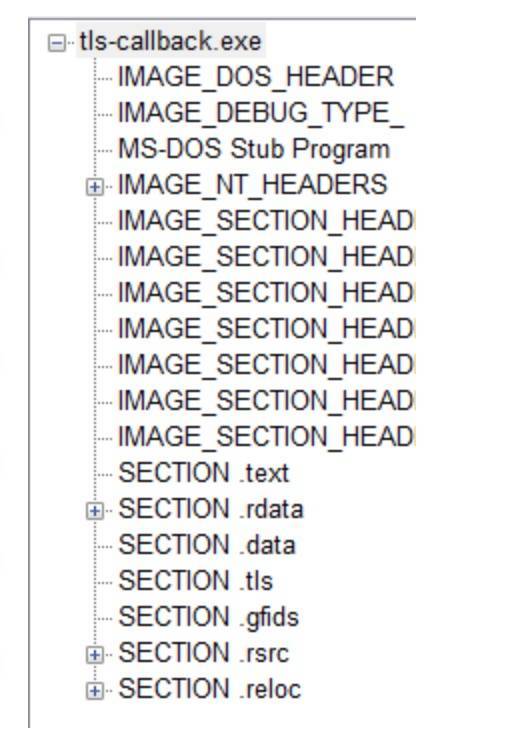 tls-callback.exe
IMAGE_DOS_HEADER
IMAGE_DEBUG_TYPE_
MS-DOS Stub Program
IMAGE_NT_HEADERS
IMAGE_SECTION_HEAD
IMAGE_SECTION_HEAD
IMAGE_SECTION_HEAD
IMAGE_SECTION_HEAD
IMAGE_SECTION_HEAD
IMAGE_SECTION_HEAD
IMAGE_SECTION_HEAD
SECTION .text
SECTION .rdata
SECTION .data
SECTION .tls
SECTION .gfids
SECTION .rsrc
SECTION .reloc